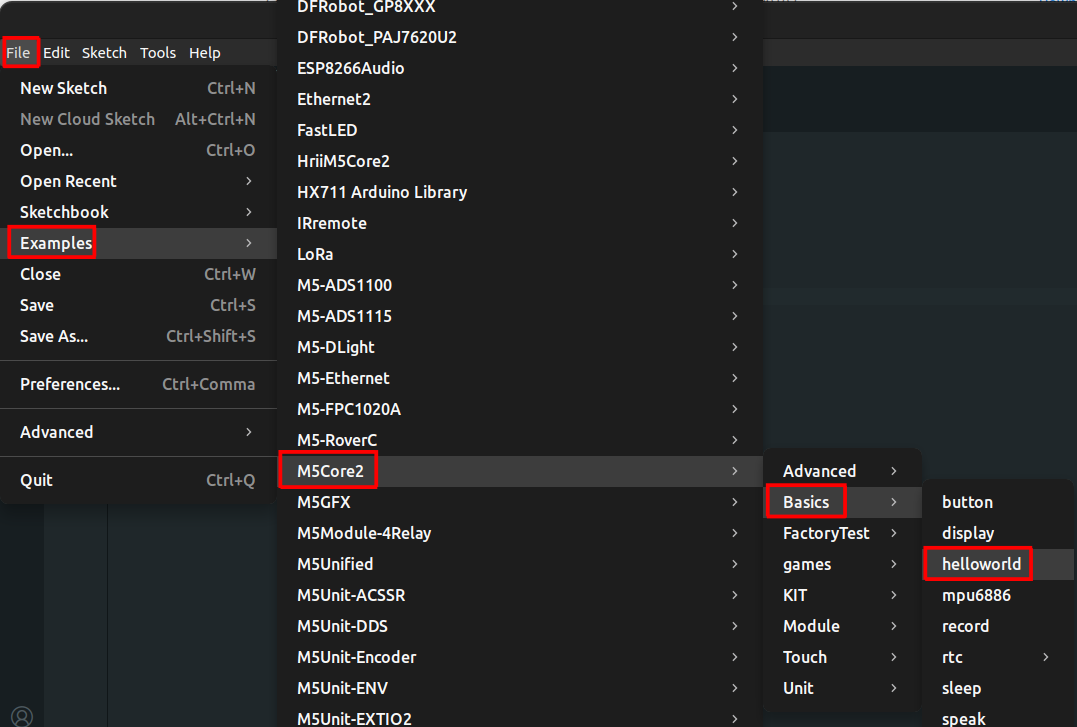 File Edit Sketch Tools Help
New Sketch Ctrl+N
New Cloud Sketch Alt+Ctrl+N
Open... Ctrl+O
Open Recent
Sketchbook
Examples
Close Ctrl+W
Save Ctrl+S
Save As... Ctrl+Shift+S
Preferences... Ctrl+Comma
Advanced
Quit Ctrl+Q
DFRobot_GP8XXX
DFRobot_PAJ7620U2
ESP8266Audio
Ethernet2
FastLED
HriiM5Core2
HX711 Arduino Library
IRremote
LoRa
M5-ADS1100
M5-ADS1115
M5-DLight
M5-Ethernet
M5-FPC1020A
M5-RoverC
M5Core2
M5GFX
M5Module-4Relay
M5Unified
M5Unit-ACSSR
M5Unit-DDS
M5Unit-Encoder
M5Unit-ENV
M5Unit-EXTIO2
Advanced
Basics
FactoryTest
games
KIT
Module
Touch
Unit
button
display
helloworld
mpu6886
record
rtc
sleep
speak